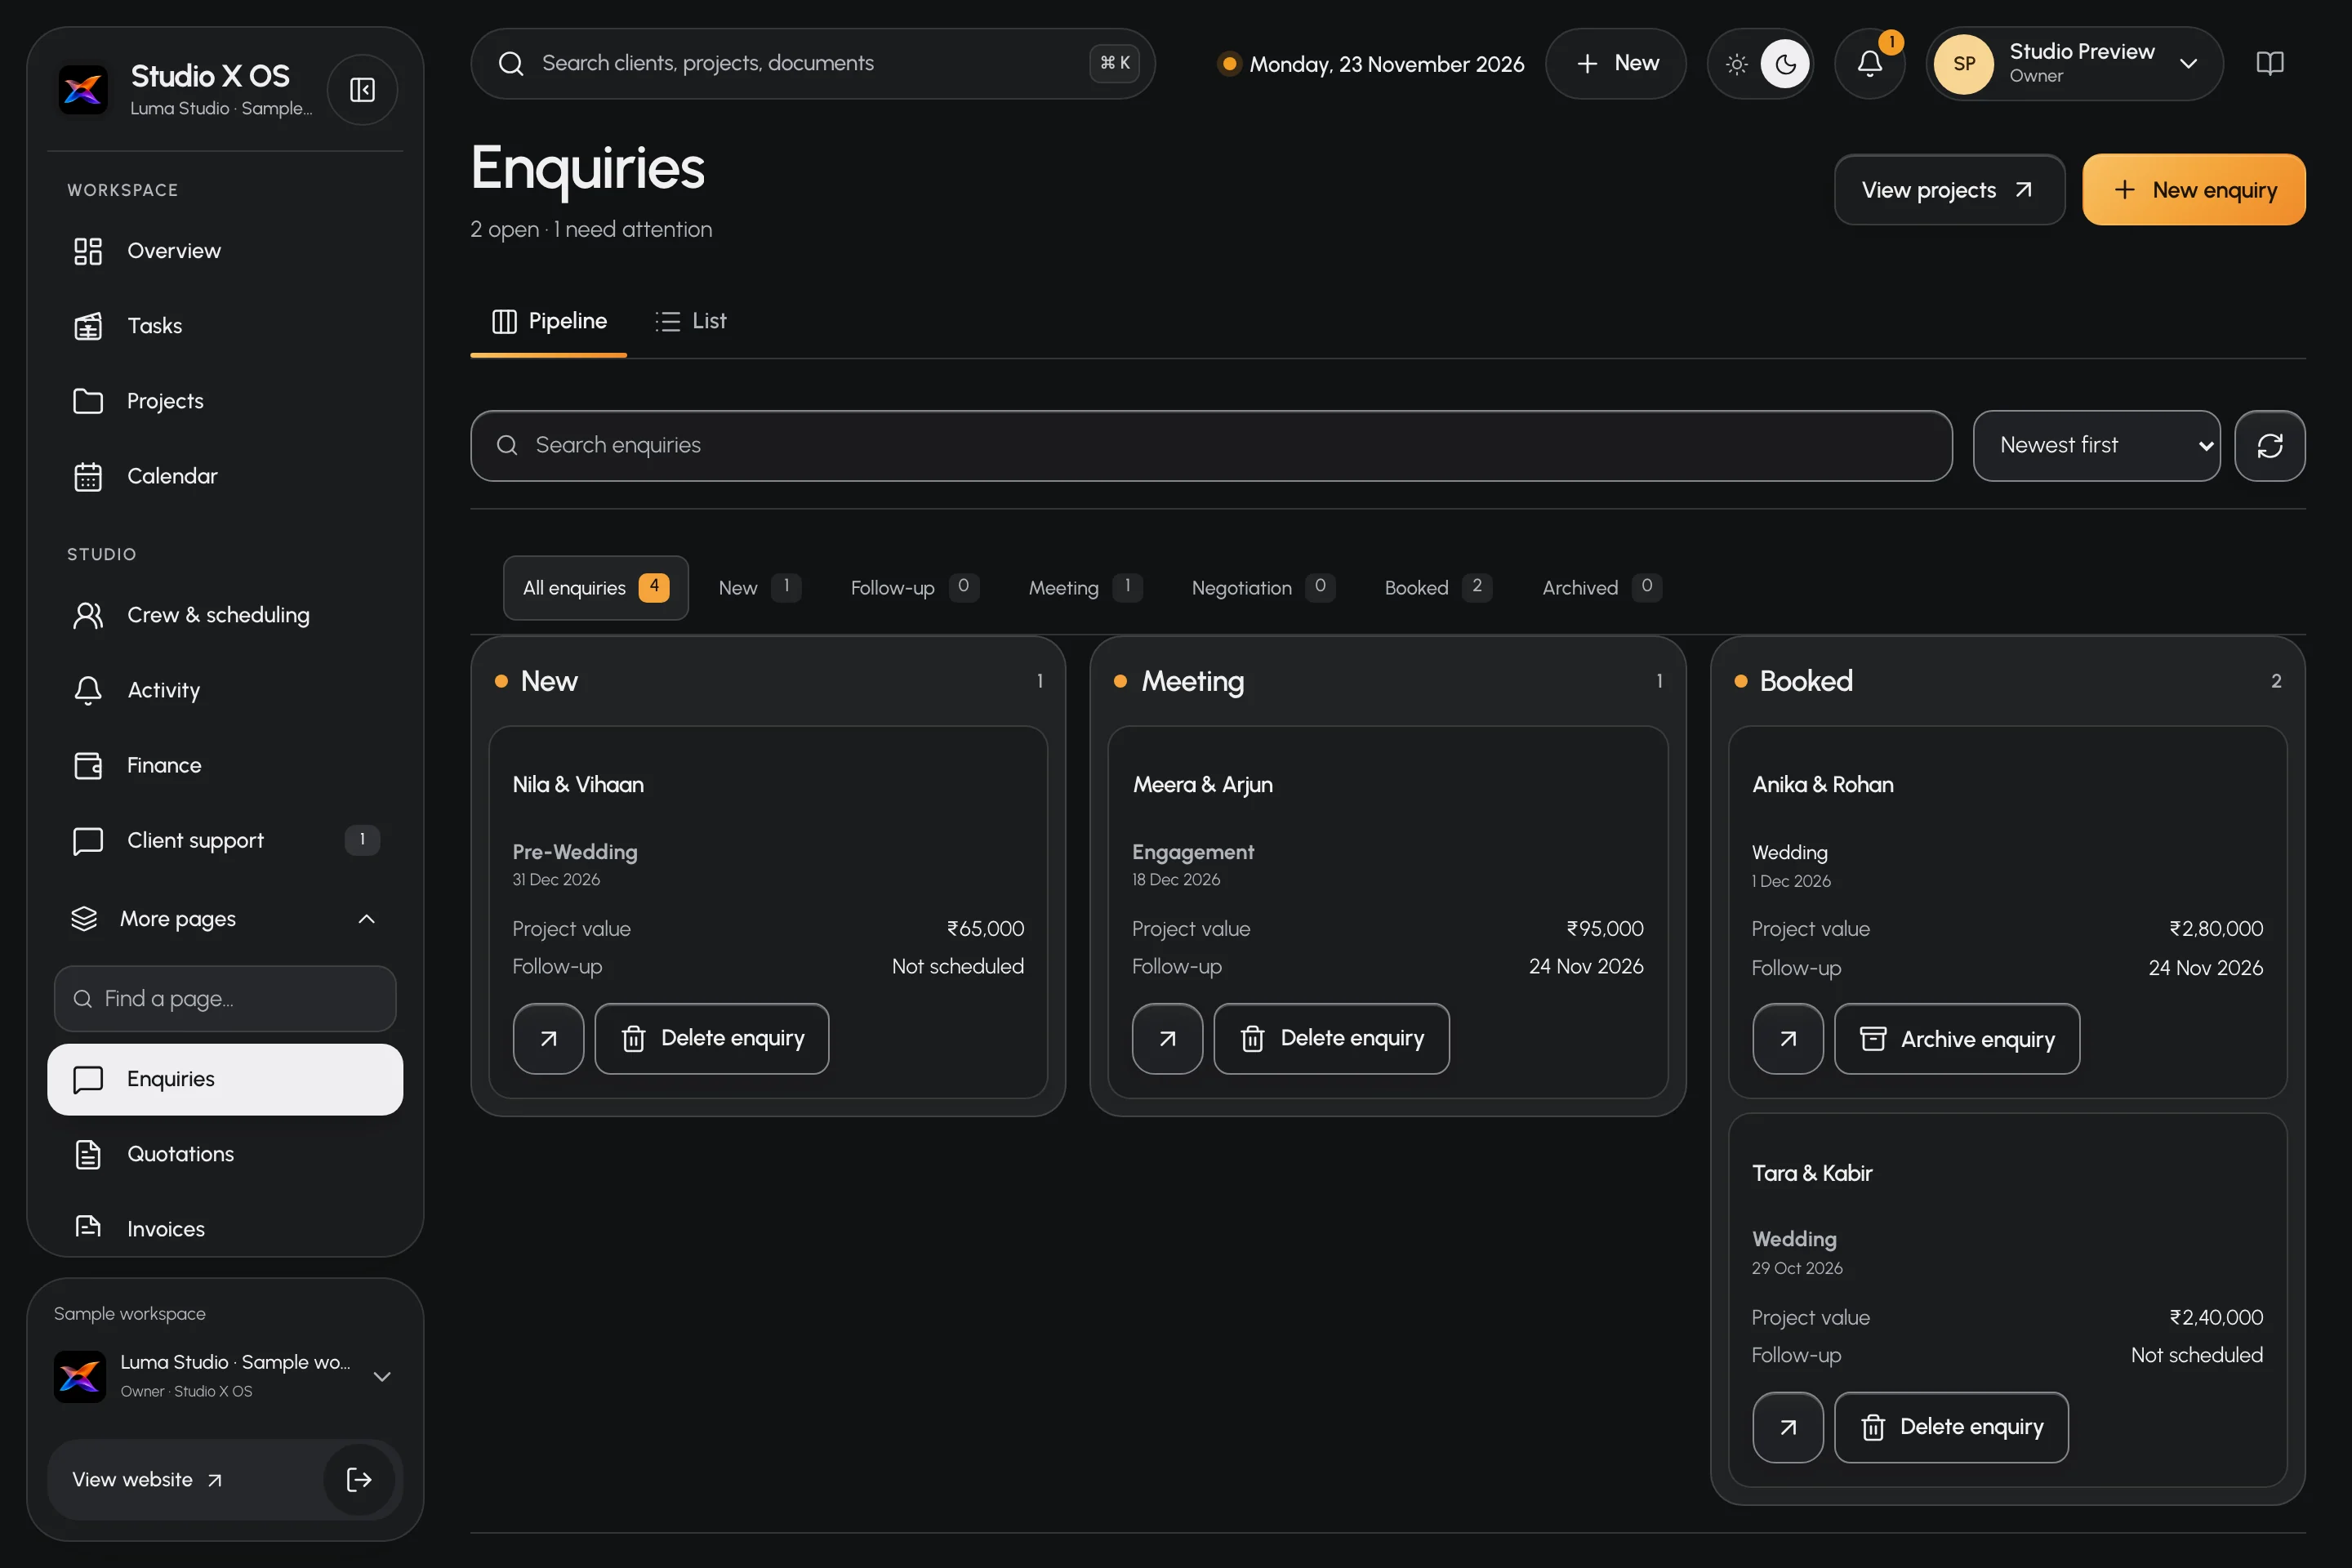 Studio X OS
Luma Studio · Sample...
WORKSPACE
Overview
Tasks
Projects
Calendar
STUDIO
Crew & scheduling
Activity
Finance
Client support 1
More pages
Find a page...
Enquiries
Quotations
Invoices
Sample workspace
Luma Studio · Sample wo...
Owner · Studio X OS
View website
Search clients, projects, documents ⌘ K
Monday, 23 November 2026
New
1
SP
Studio Preview
Owner
Enquiries
2 open · 1 need attention
View projects
New enquiry
Pipeline
List
Search enquiries
Newest first
All enquiries 4
New 1
Follow-up 0
Meeting 1
Negotiation 0
Booked 2
Archived 0
New 1
Nila & Vihaan
Pre-Wedding
31 Dec 2026
Project value ₹65,000
Follow-up Not scheduled
Delete enquiry
Meeting 1
Meera & Arjun
Engagement
18 Dec 2026
Project value ₹95,000
Follow-up 24 Nov 2026
Delete enquiry
Booked 2
Anika & Rohan
Wedding
1 Dec 2026
Project value ₹2,80,000
Follow-up 24 Nov 2026
Archive enquiry
Tara & Kabir
Wedding
29 Oct 2026
Project value ₹2,40,000
Follow-up Not scheduled
Delete enquiry